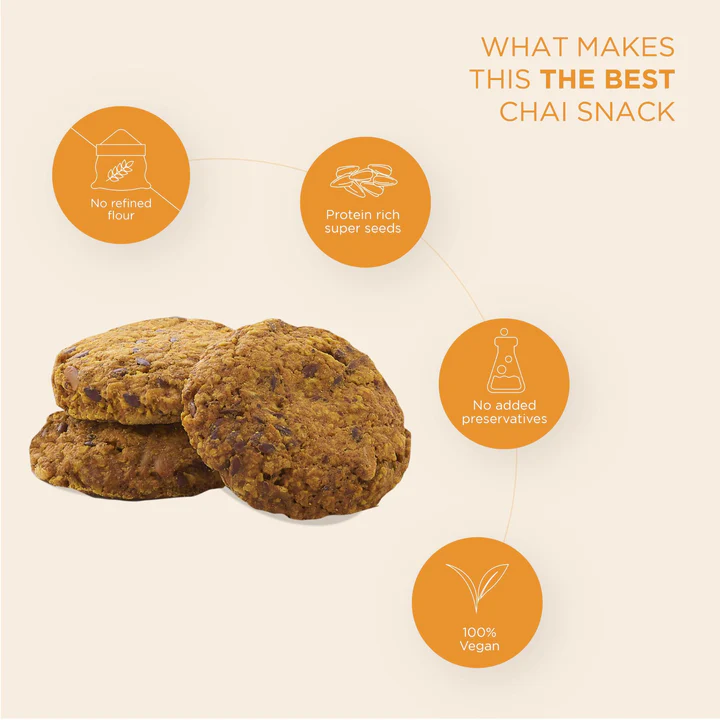 WHAT MAKES
THIS THE BEST
CHAI SNACK
No refined
flour
Protein rich
super seeds
No added
preservatives
100%
Vegan